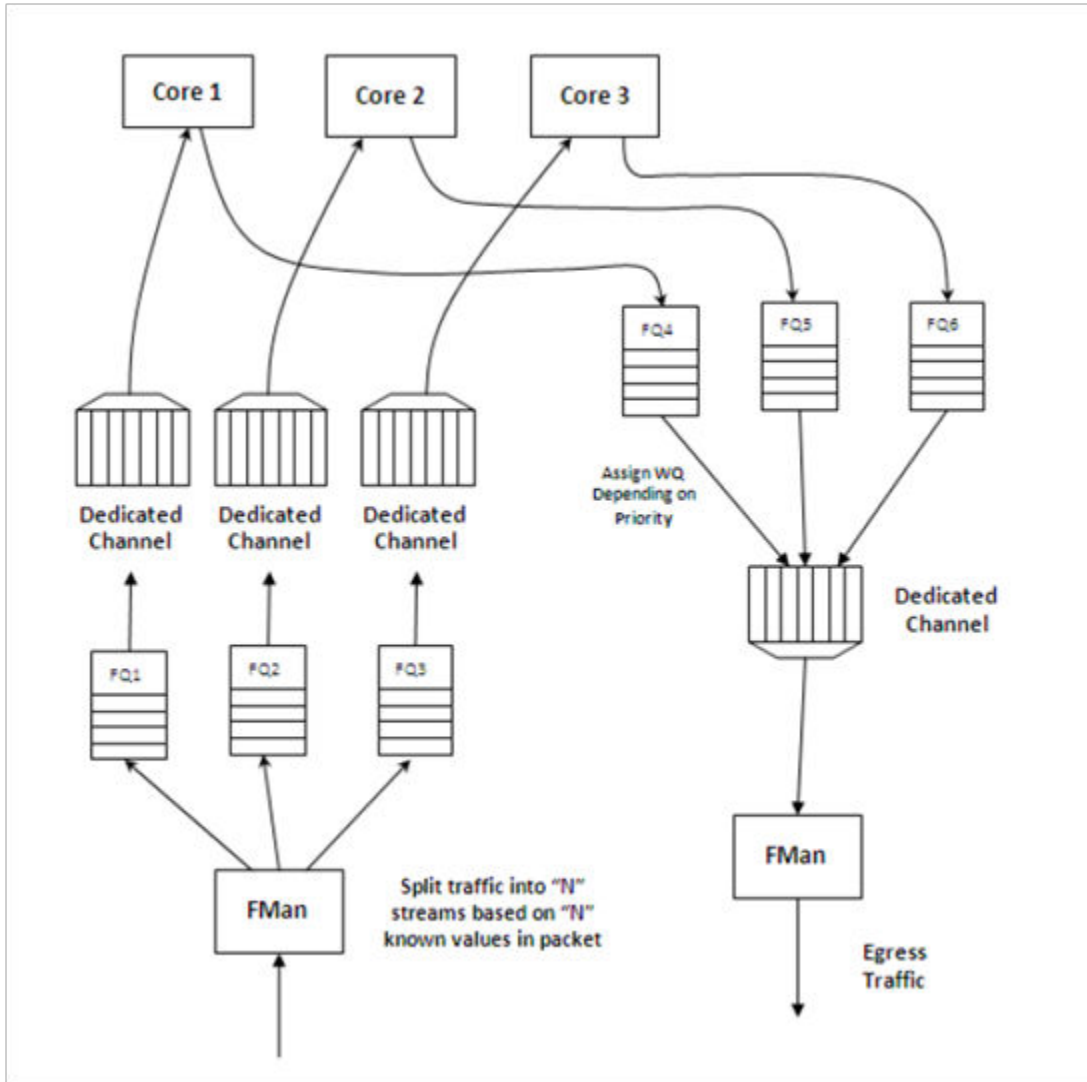 Core 1
Core 2
Core 3
FQ4
FQ5
FQ6
Assign WQ
Depending on
Priority
Dedicated
Channel
Dedicated
Channel
Dedicated
Channel
Dedicated
Channel
FQ1
FQ2
FQ3
FMan
Split traffic into “N”
streams based on “N”
known values in packet
FMan
Egress
Traffic